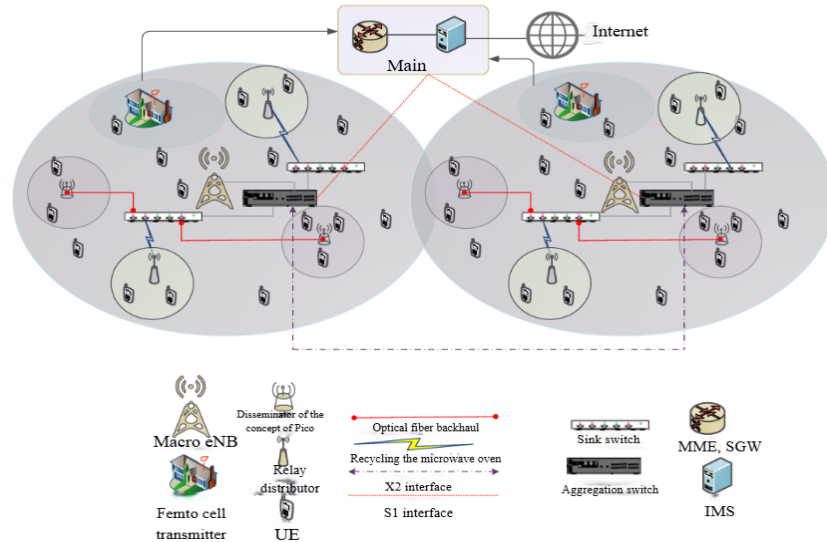 Internet
Main
Macro eNB
Disseminator of the
concept of Pico
Optical fiber backhaul
Sink switch
MME, SGW
Recycling the microwave oven
Relay
distributor
X2 interface
Aggregation switch
Femto cell
transmitter
UE
S1 interface
IMS